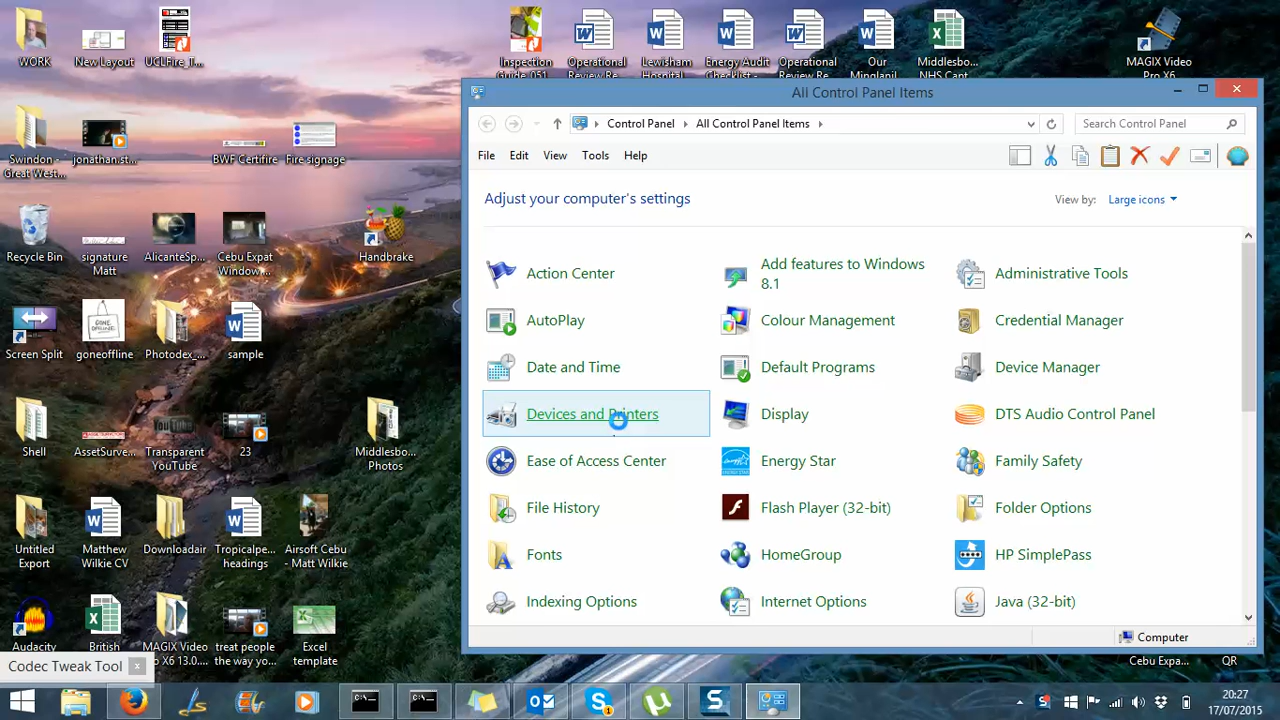 WORK
New Layout
UCLFire_T...
Inspection
Guide 051
Operational
Review Re...
Lewisham
Hospital
Energy Audit
Checklist -
Operational
Review Re...
Our
Minglanil
Middlesbo...
NHS Capt
MAGIX Video
Pro X6
All Control Panel Items
Control Panel
All Control Panel Items
Search Control Panel
File
Edit
View
Tools
Help
Adjust your computer's settings
View by:
Large icons
Action Center
Add features to Windows
8.1
Administrative Tools
AutoPlay
Colour Management
Credential Manager
Date and Time
Default Programs
Device Manager
Devices and Printers
Display
DTS Audio Control Panel
Ease of Access Center
Energy Star
Family Safety
File History
Flash Player (32-bit)
Folder Options
Fonts
HomeGroup
HP SimplePass
Indexing Options
Internet Options
Java (32-bit)
Computer
Swindon -
Great West...
jonathan.st...
BWF Certifire
Fire signage
Recycle Bin
signature
Matt
AlicanteSp...
Cebu Expat
Window...
Handbrake
Screen Split
GONE
OFFLINE
goneoffline
Photodex_...
sample
Shell
AssetSurve...
YouTube
Transparent
YouTube
23
Middlesbo...
Photos
Untitled
Export
Matthew
Wilkie CV
Downloadair
Tropicalpe...
headings
Airsoft Cebu
- Matt Wilkie
Audacity
British
MAGIX Video
Pro X6 13.0....
treat people
the way yo...
Excel
template
Codec Tweak Tool
Cebu Expa...
QR
20:27
17/07/2015